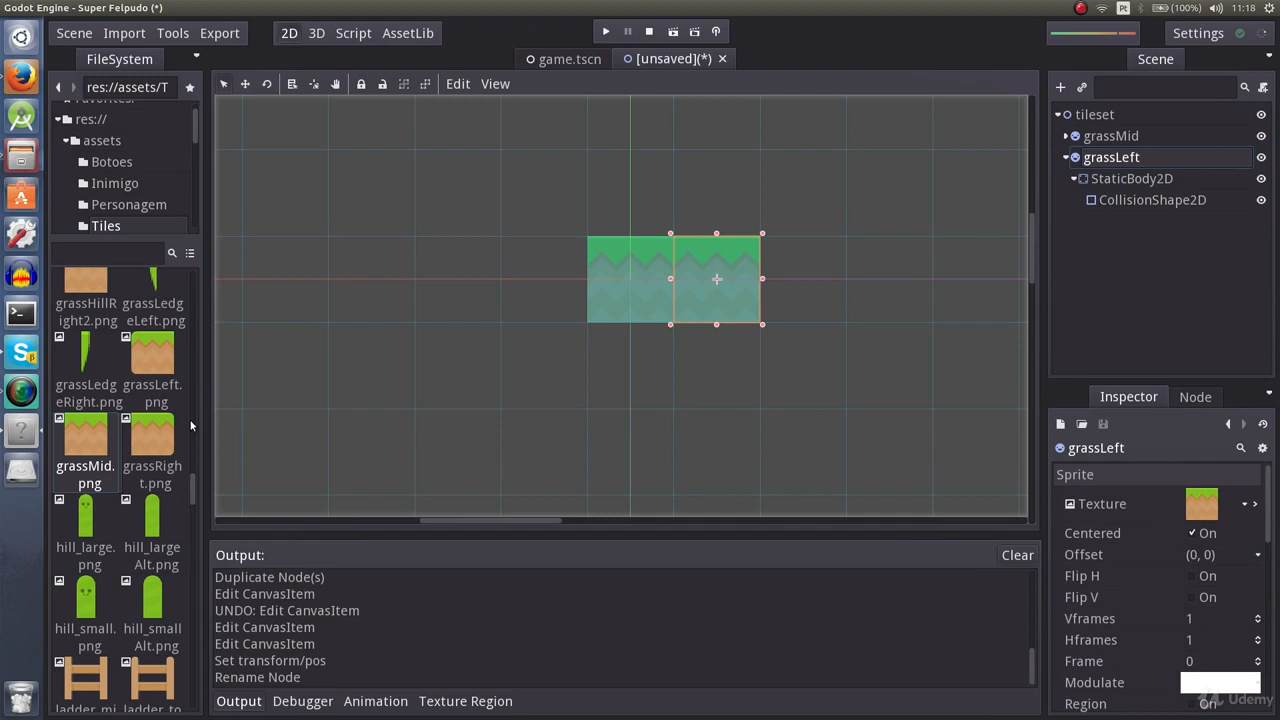 Godot Engine - Super Felpudo (*)
Pt
(100%)
11:18
Scene Import Tools Export
2D 3D Script AssetLib
Settings
FileSystem
game.tscn
[unsaved](*)
Scene
res://assets/T
Edit View
res://
assets
Botoes
Inimigo
Personagem
Tiles
tileset
grassMid
grassLeft
StaticBody2D
CollisionShape2D
grassHillR
ight2.png
grassLedg
eLeft.png
grassLedg
eRight.png
grassLeft.
png
grassMid.
png
grassRigh
t.png
hill_large.
png
hill_large
Alt.png
hill_small.
png
hill_small
Alt.png
ladder_mi
ladder_to
Output:
Clear
Duplicate Node(s)
Edit CanvasItem
UNDO: Edit CanvasItem
Edit CanvasItem
Edit CanvasItem
Set transform/pos
Rename Node
Output Debugger Animation Texture Region
Inspector Node
grassLeft
Sprite
Texture
Centered On
Offset (0, 0)
Flip H On
Flip V On
Vframes 1
Hframes 1
Frame 0
Modulate
Region On
Udemy